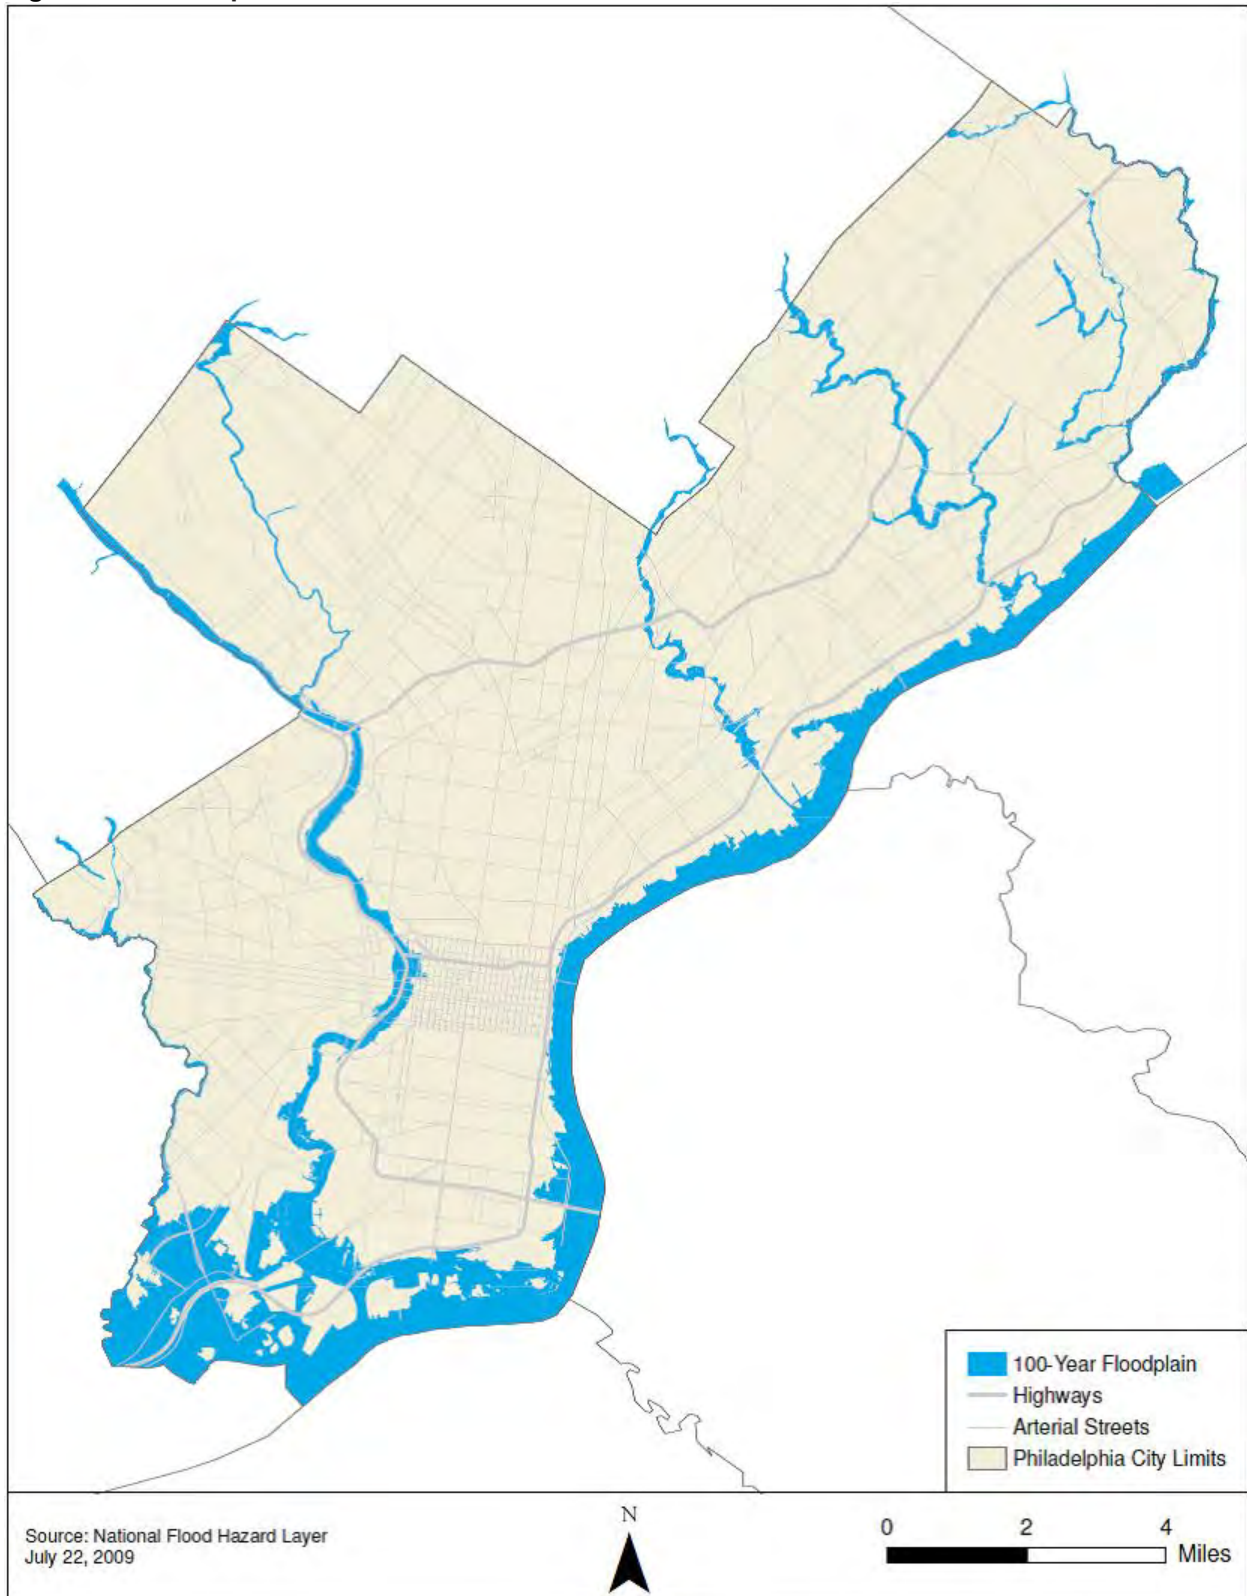 100-Year Floodplain
Highways
Arterial Streets
Philadelphia City Limits
Source: National Flood Hazard Layer
July 22, 2009
N
0 2 4
Miles